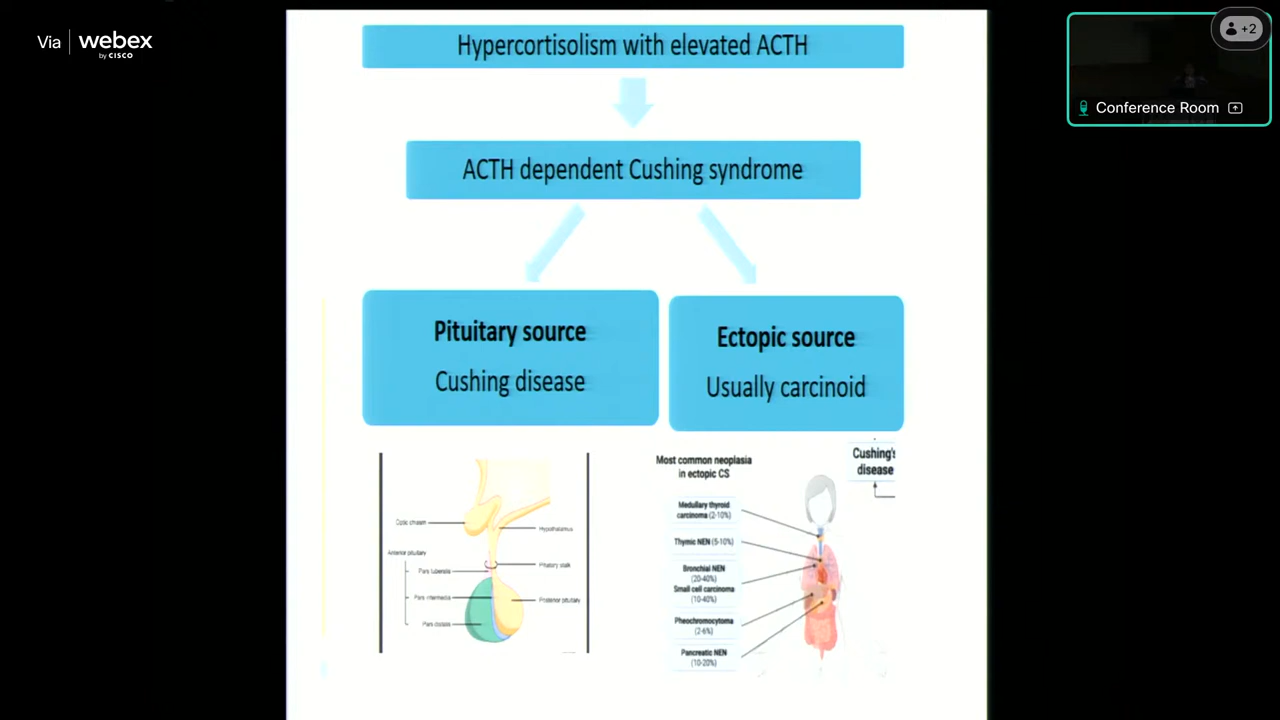 Via webex
by CISCO
+2
Conference Room
Hypercortisolism with elevated ACTH
ACTH dependent Cushing syndrome
Pituitary source
Cushing disease
Ectopic source
Usually carcinoid
Optic chiasm
Hypothalamus
Anterior pituitary
Pars tuberalis
Pituitary stalk
Pars intermedia
Posterior pituitary
Pars distalis
Most common neoplasia
in ectopic CS
Cushing's
disease
Medullary thyroid
carcinoma (2-10%)
Thymic NEN (5-10%)
Bronchial NEN
(20-40%)
Small cell carcinoma
(10-40%)
Pheochromocytoma
(2-6%)
Pancreatic NEN
(10-20%)